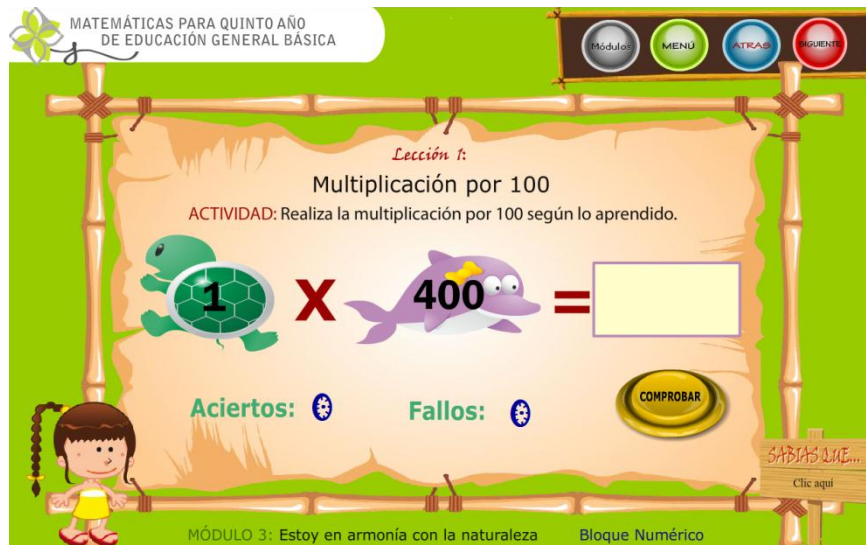 MATEMÁTICAS PARA QUINTO AÑO
DE EDUCACIÓN GENERAL BÁSICA
Módulos
MENÚ
ATRAS
SIGUIENTE
Lección 1:
Multiplicación por 100
ACTIVIDAD: Realiza la multiplicación por 100 según lo aprendido.
1 X 400 =
Aciertos: 0 Fallos: 0
COMPROBAR
SABIAS QUE...
Clic aquí
MÓDULO 3: Estoy en armonía con la naturaleza Bloque Numérico